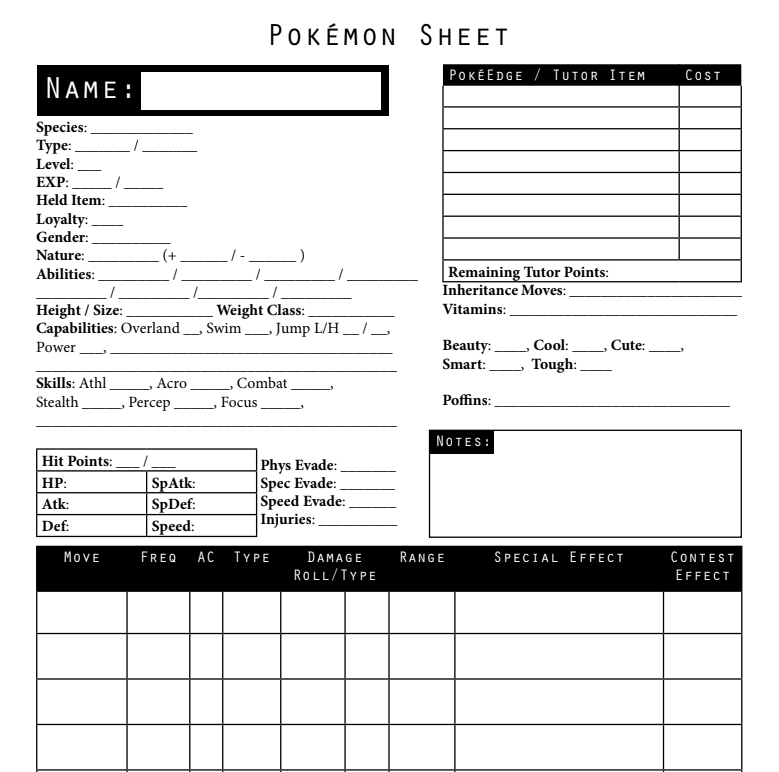 Pokémon Sheet
Name:
Species: _____________
Type: _______ / _______
Level: ___
EXP: _____ / _____
Held Item: __________
Loyalty: ____
Gender: __________
Nature: _________ (+ ______ / - ______ )
Abilities: _________ / _________ / _________ / _________
_________ / _________ /_________ / _________
Height / Size: ___________ Weight Class: ___________
Capabilities: Overland __, Swim ___, Jump L/H __ / __,
Power ___, ____________________________________
______________________________________________
Skills: Athl _____, Acro _____, Combat _____,
Stealth _____, Percep _____, Focus _____,
______________________________________________
Hit Points: ___ / ___
HP: SpAtk:
Atk: SpDef:
Def: Speed:
Phys Evade: _______
Spec Evade: _______
Speed Evade: ______
Injuries: __________
PokéEdge / Tutor Item Cost
Remaining Tutor Points:
Inheritance Moves: ______________________
Vitamins: _____________________________
Beauty: ____, Cool: ____, Cute: ____,
Smart: ____, Tough: ____
Poffins: ______________________________
Notes:
Move Freq AC Type Damage Roll/Type Range Special Effect Contest Effect